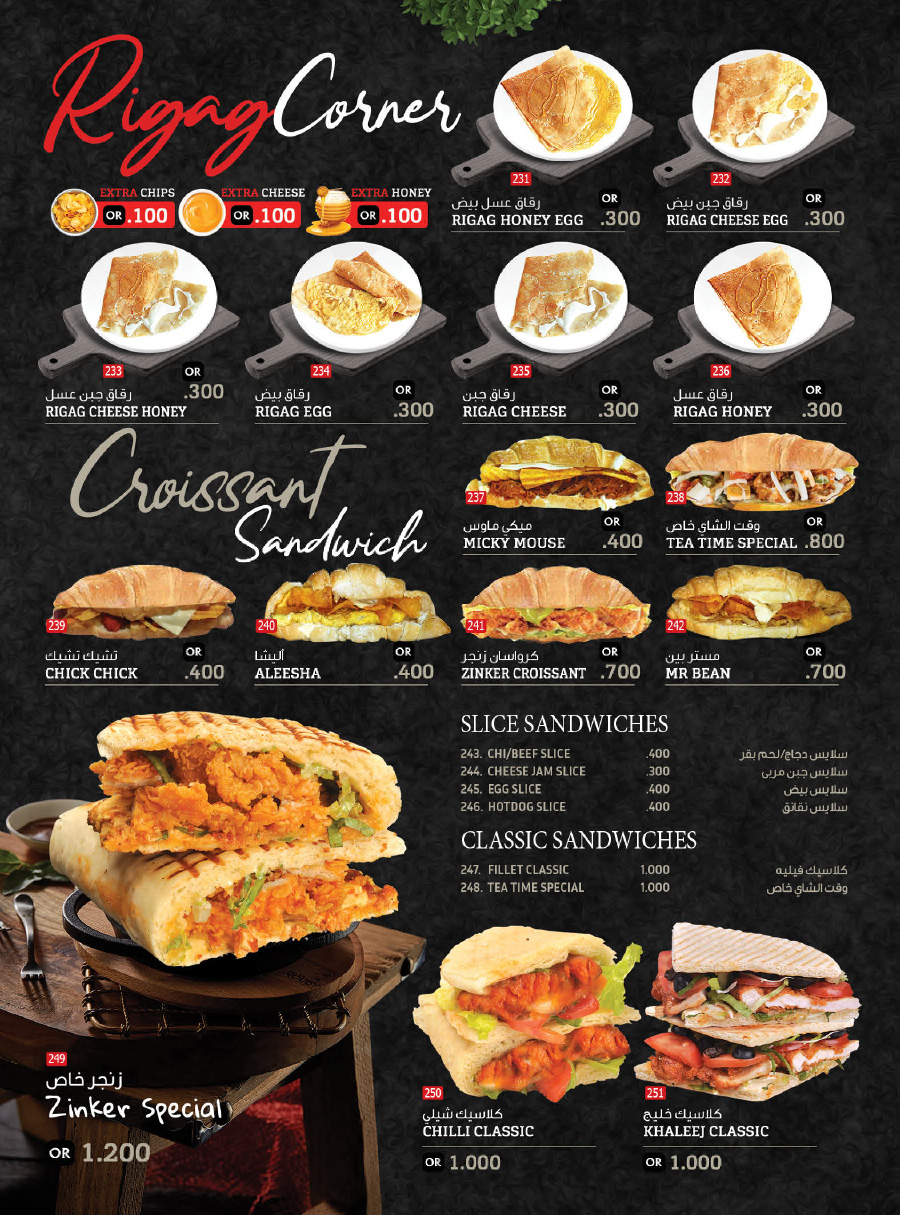 Rigag Corner
EXTRA CHIPS
OR .100
EXTRA CHEESE
OR .100
EXTRA HONEY
OR .100
231
رقاق عسل بيض
RIGAG HONEY EGG
OR
.300
232
رقاق جبن بيض
RIGAG CHEESE EGG
OR
.300
233
رقاق جبن عسل
RIGAG CHEESE HONEY
OR
.300
234
رقاق بيض
RIGAG EGG
OR
.300
235
رقاق جبن
RIGAG CHEESE
OR
.300
236
رقاق عسل
RIGAG HONEY
OR
.300
Croissant
Sandwich
237
ميكي ماوس
MICKY MOUSE
OR
.400
238
وقت الشاي خاص
TEA TIME SPECIAL
OR
.800
239
تشيك تشيك
CHICK CHICK
OR
.400
240
أليشا
ALEESHA
OR
.400
241
كرواسان زنجر
ZINKER CROISSANT
OR
.700
242
مستر بين
MR BEAN
OR
.700
SLICE SANDWICHES
243. CHI/BEEF SLICE .400 سلايس دجاج/لحم بقر
244. CHEESE JAM SLICE .300 سلايس جبن مربى
245. EGG SLICE .400 سلايس بيض
246. HOTDOG SLICE .400 سلايس نقانق
CLASSIC SANDWICHES
247. FILLET CLASSIC 1.000 كلاسيك فيليه
248. TEA TIME SPECIAL 1.000 وقت الشاي خاص
249
زنجر خاص
Zinker Special
OR 1.200
250
كلاسيك شيلي
CHILLI CLASSIC
OR 1.000
251
كلاسيك خليج
KHALEEJ CLASSIC
OR 1.000